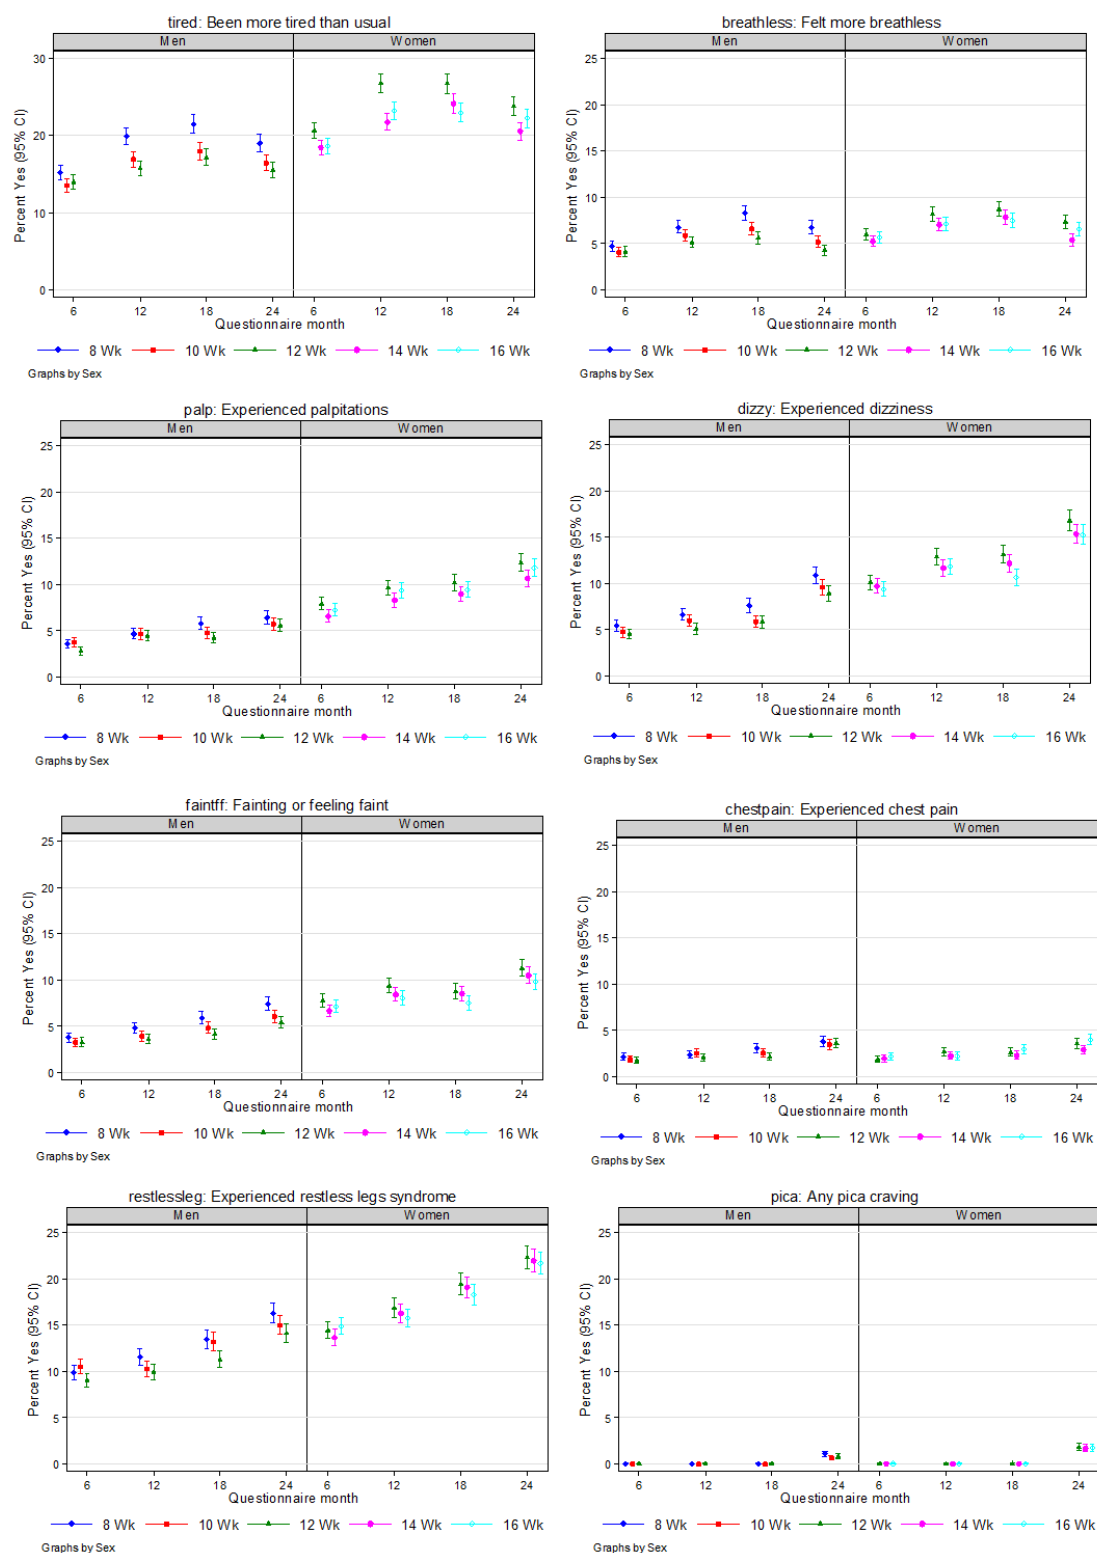 tired: Been more tired than usual
Men Women
Percent Yes (95% CI)
30
20
10
0
6 12 18 24 6 12 18 24
Questionnaire month
8 Wk 10 Wk 12 Wk 14 Wk 16 Wk
Graphs by Sex
breathless: Felt more breathless
Men Women
Percent Yes (95% CI)
25
20
15
10
5
0
6 12 18 24 6 12 18 24
Questionnaire month
8 Wk 10 Wk 12 Wk 14 Wk 16 Wk
Graphs by Sex
palp: Experienced palpitations
Men Women
Percent Yes (95% CI)
25
20
15
10
5
0
6 12 18 24 6 12 18 24
Questionnaire month
8 Wk 10 Wk 12 Wk 14 Wk 16 Wk
Graphs by Sex
dizzy: Experienced dizziness
Men Women
Percent Yes (95% CI)
25
20
15
10
5
0
6 12 18 24 6 12 18 24
Questionnaire month
8 Wk 10 Wk 12 Wk 14 Wk 16 Wk
Graphs by Sex
faintff: Fainting or feeling faint
Men Women
Percent Yes (95% CI)
25
20
15
10
5
0
6 12 18 24 6 12 18 24
Questionnaire month
8 Wk 10 Wk 12 Wk 14 Wk 16 Wk
Graphs by Sex
chestpain: Experienced chest pain
Men Women
Percent Yes (95% CI)
25
20
15
10
5
0
6 12 18 24 6 12 18 24
Questionnaire month
8 Wk 10 Wk 12 Wk 14 Wk 16 Wk
Graphs by Sex
restlessleg: Experienced restless legs syndrome
Men Women
Percent Yes (95% CI)
25
20
15
10
5
0
6 12 18 24 6 12 18 24
Questionnaire month
8 Wk 10 Wk 12 Wk 14 Wk 16 Wk
Graphs by Sex
pica: Any pica craving
Men Women
Percent Yes (95% CI)
25
20
15
10
5
0
6 12 18 24 6 12 18 24
Questionnaire month
8 Wk 10 Wk 12 Wk 14 Wk 16 Wk
Graphs by Sex